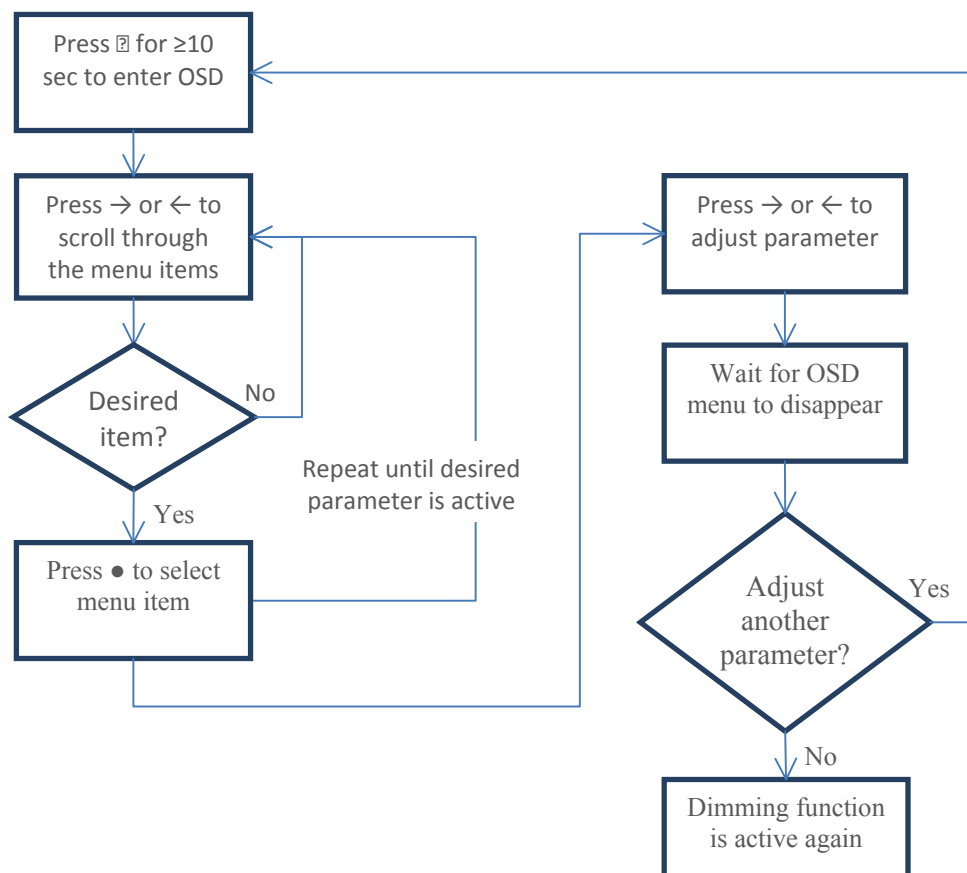 Press ⍰ for ≥10
sec to enter OSD
Press → or ← to
scroll through
the menu items
Desired
item?
No
Yes
Repeat until desired
parameter is active
Press ● to select
menu item
Press → or ← to
adjust parameter
Wait for OSD
menu to disappear
Adjust
another
parameter?
Yes
No
Dimming function
is active again